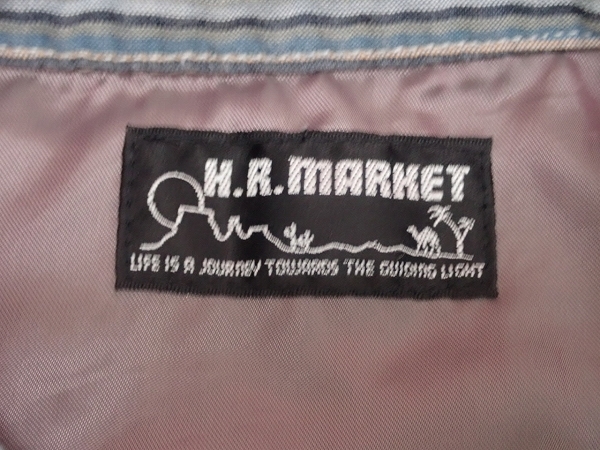 H.R.MARKET
LIFE IS A JOURNEY TOWARDS THE GUIDING LIGHT